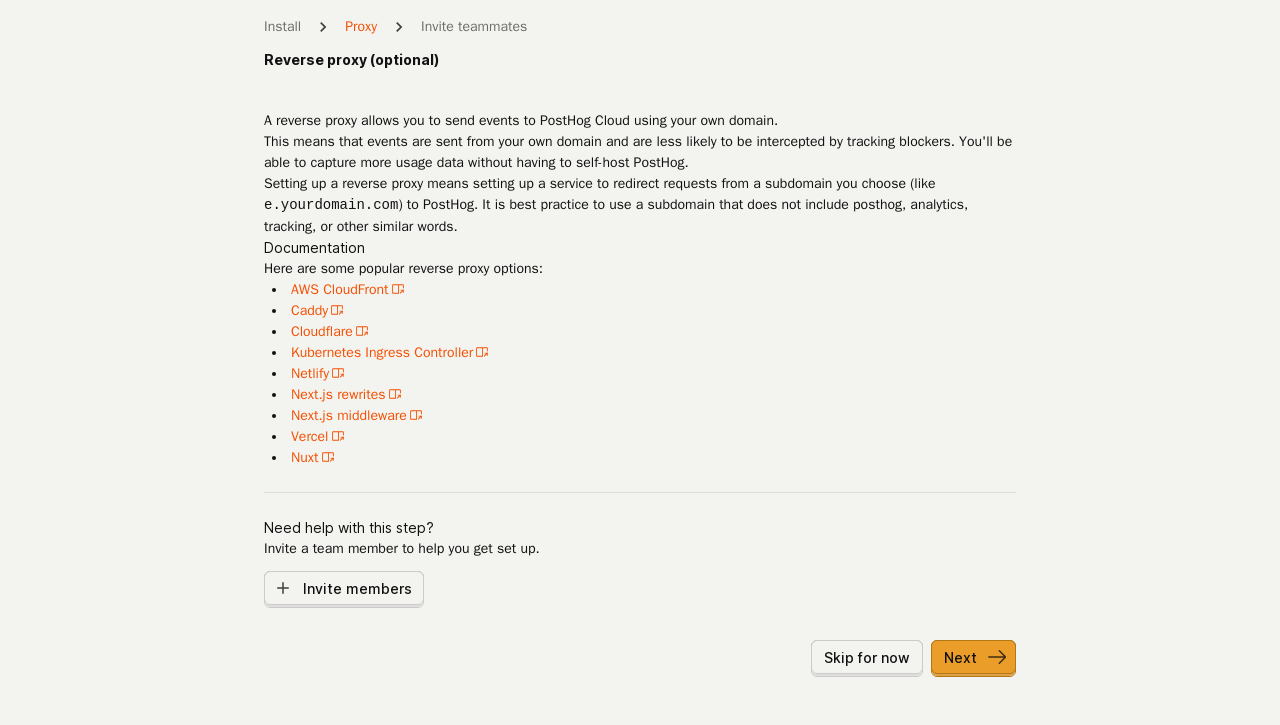 Install Proxy Invite teammates
Reverse proxy (optional)
A reverse proxy allows you to send events to PostHog Cloud using your own domain.
This means that events are sent from your own domain and are less likely to be intercepted by tracking blockers. You'll be
able to capture more usage data without having to self-host PostHog.
Setting up a reverse proxy means setting up a service to redirect requests from a subdomain you choose (like
e.yourdomain.com) to PostHog. It is best practice to use a subdomain that does not include posthog, analytics,
tracking, or other similar words.
Documentation
Here are some popular reverse proxy options:
• AWS CloudFront
• Caddy
• Cloudflare
• Kubernetes Ingress Controller
• Netlify
• Next.js rewrites
• Next.js middleware
• Vercel
• Nuxt
Need help with this step?
Invite a team member to help you get set up.
Invite members
Skip for now Next